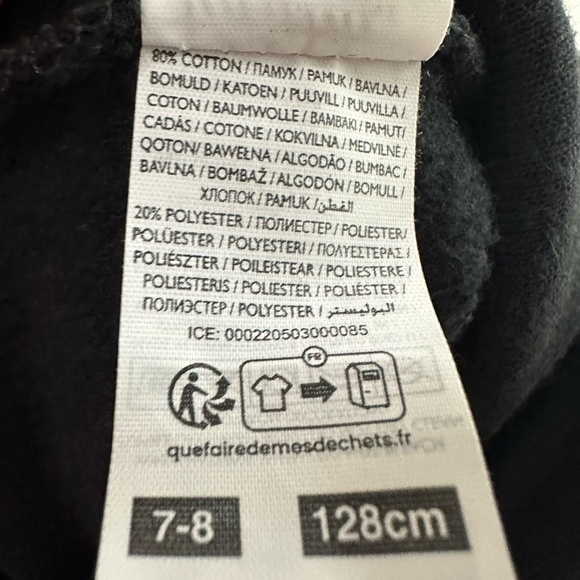 80% COTTON / ПАМУК / PAMUK / BAVLNA /
BOMULD / KATOEN / PUUVILL / PUUVILLA /
COTON / BAUMWOLLE / ΒΑΜΒΑΚΙ / PAMUT/
CADÁS / COTONE / KOKVILNA / MEDVILNĖ /
QOTON/ BAWEŁNA / ALGODÃO / BUMBAC /
BAVLNA / BOMBAŽ / ALGODÓN / BOMULL /
ХЛОПОК / PAMUK / القطن
20% POLYESTER / ПОЛИЕСТЕР / POLIESTER/
POLÜESTER / POLYESTERI / ΠΟΛΥΕΣΤΕΡΑΣ /
POLIÉSZTER / POILEISTEAR / POLIESTERE /
POLIESTERIS / POLIESTER / POLIÉSTER /
ПОЛИЭСТЕР / POLYESTER / البوليستر
ICE: 000220503000085
FR
quefairedemesdechets.fr
7-8 128cm